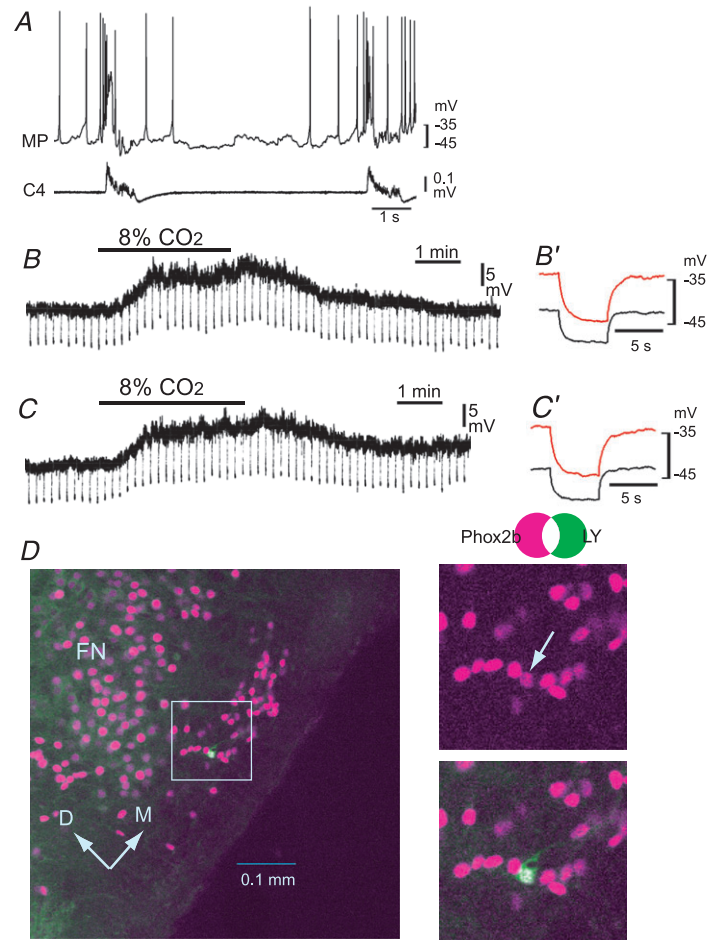 A
mV
-35
-45
MP
C4
0.1
mV
1 s
8% CO2
B
1 min
5
mV
B'
mV
-35
-45
5 s
8% CO2
C
1 min
5
mV
C'
mV
-35
-45
5 s
Phox2b LY
D
FN
D M
0.1 mm